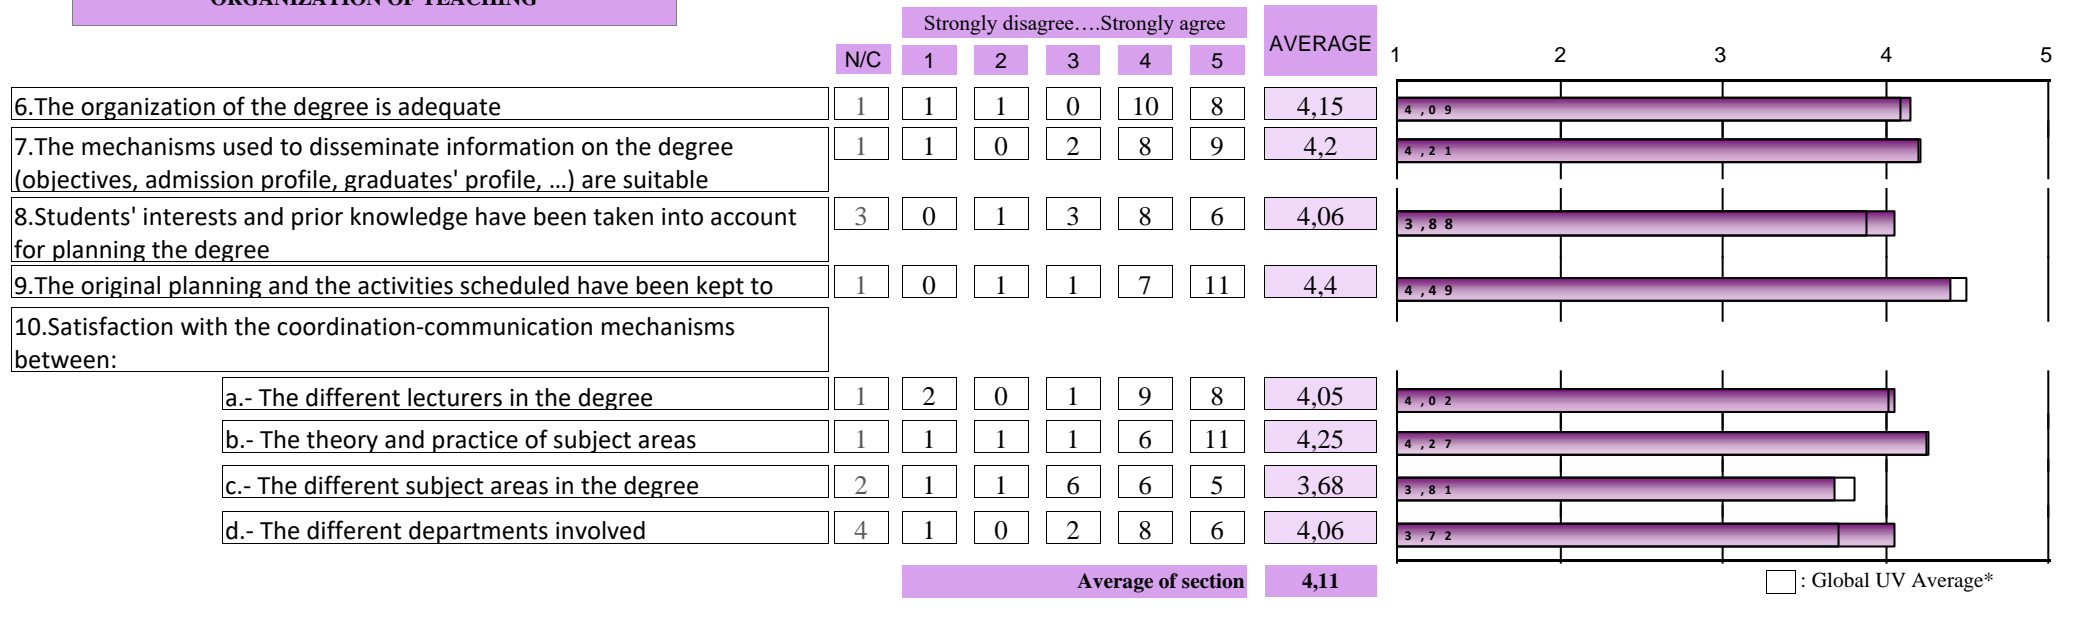 ORGANIZATION OF TEACHING
Strongly disagree….Strongly agree
AVERAGE
N/C 1 2 3 4 5
1 2 3 4 5
6.The organization of the degree is adequate 1 1 1 0 10 8 4,15 4,09
7.The mechanisms used to disseminate information on the degree
(objectives, admission profile, graduates' profile, …) are suitable 1 1 0 2 8 9 4,2 4,21
8.Students' interests and prior knowledge have been taken into account
for planning the degree 3 0 1 3 8 6 4,06 3,88
9.The original planning and the activities scheduled have been kept to 1 0 1 1 7 11 4,4 4,49
10.Satisfaction with the coordination-communication mechanisms
between:
a.- The different lecturers in the degree 1 2 0 1 9 8 4,05 4,02
b.- The theory and practice of subject areas 1 1 1 1 6 11 4,25 4,27
c.- The different subject areas in the degree 2 1 1 6 6 5 3,68 3,81
d.- The different departments involved 4 1 0 2 8 6 4,06 3,72
Average of section 4,11
: Global UV Average*